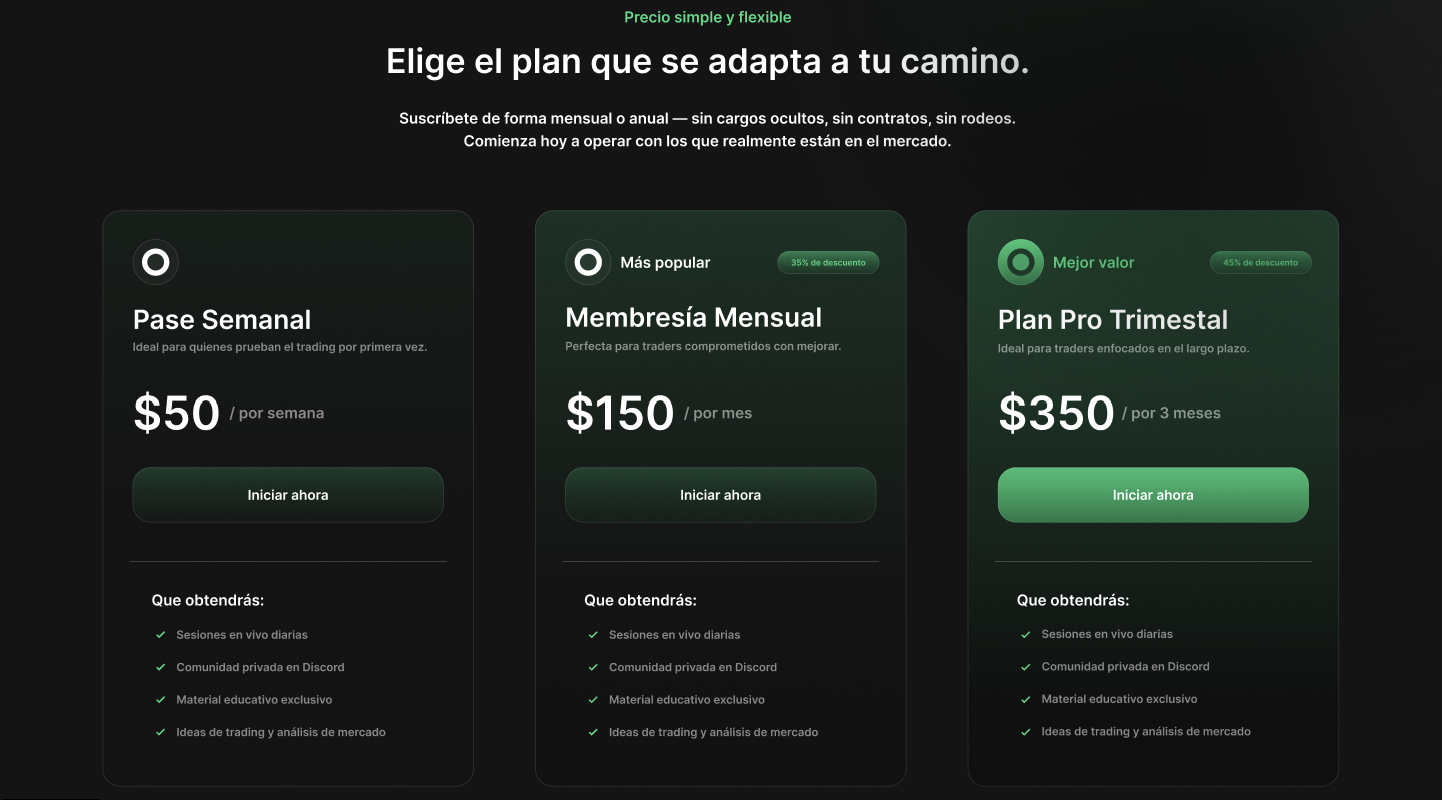 Precio simple y flexible
Elige el plan que se adapta a tu camino.
Suscríbete de forma mensual o anual — sin cargos ocultos, sin contratos, sin rodeos.
Comienza hoy a operar con los que realmente están en el mercado.
Pase Semanal
Ideal para quienes prueban el trading por primera vez.
$50 / por semana
Iniciar ahora
Que obtendrás:
Sesiones en vivo diarias
Comunidad privada en Discord
Material educativo exclusivo
Ideas de trading y análisis de mercado
Más popular
35% de descuento
Membresía Mensual
Perfecta para traders comprometidos con mejorar.
$150 / por mes
Iniciar ahora
Que obtendrás:
Sesiones en vivo diarias
Comunidad privada en Discord
Material educativo exclusivo
Ideas de trading y análisis de mercado
Mejor valor
45% de descuento
Plan Pro Trimestal
Ideal para traders enfocados en el largo plazo.
$350 / por 3 meses
Iniciar ahora
Que obtendrás:
Sesiones en vivo diarias
Comunidad privada en Discord
Material educativo exclusivo
Ideas de trading y análisis de mercado